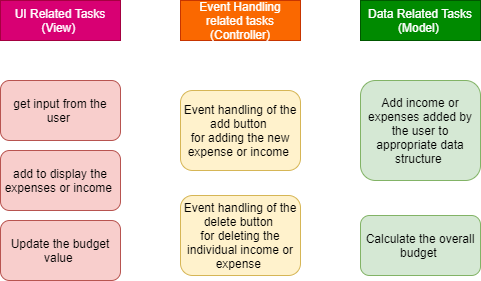 UI Related Tasks
(View)
Event Handling
related tasks
(Controller)
Data Related Tasks
(Model)
get input from the
user
add to display the
expenses or income
Update the budget
value
Event handling of the
add button
for adding the new
expense or income
Event handling of the
delete button
for deleting the
individual income or
expense
Add income or
expenses added by
the user to
appropriate data
structure
Calculate the overall
budget